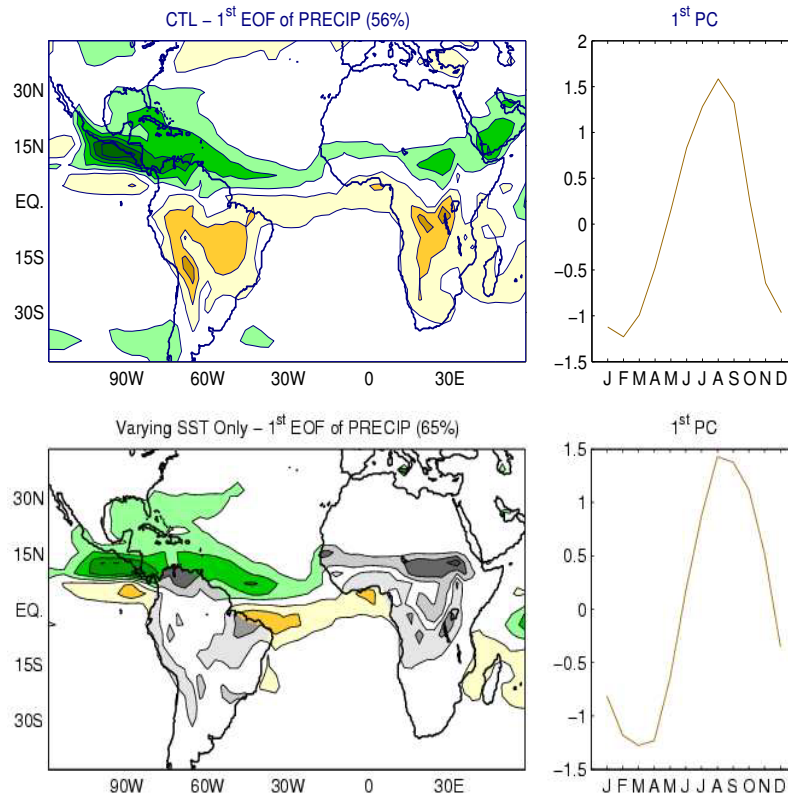 CTL – 1st EOF of PRECIP (56%)
30N
15N
EQ.
15S
30S
90W 60W 30W 0 30E
1st PC
2
1.5
1
0.5
0
−0.5
−1
−1.5
J F M A M J J A S O N D
Varying SST Only – 1st EOF of PRECIP (65%)
30N
15N
EQ.
15S
30S
90W 60W 30W 0 30E
1st PC
1.5
1
0.5
0
−0.5
−1
−1.5
J F M A M J J A S O N D